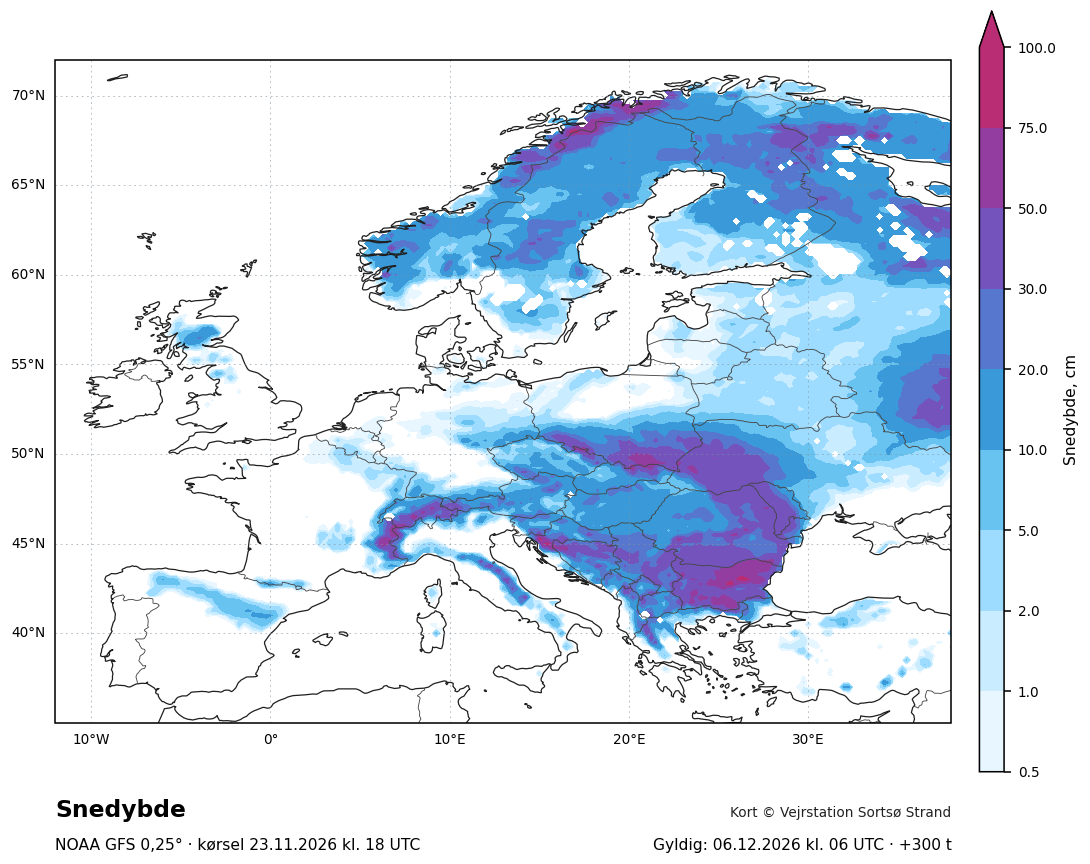 100.0
75.0
50.0
30.0
20.0
10.0
5.0
2.0
1.0
0.5
Snedybde, cm
70°N
65°N
60°N
55°N
50°N
45°N
40°N
10°W 0° 10°E 20°E 30°E
Snedybde
Kort © Vejrstation Sortsø Strand
NOAA GFS 0,25° · kørsel 23.11.2026 kl. 18 UTC
Gyldig: 06.12.2026 kl. 06 UTC · +300 t